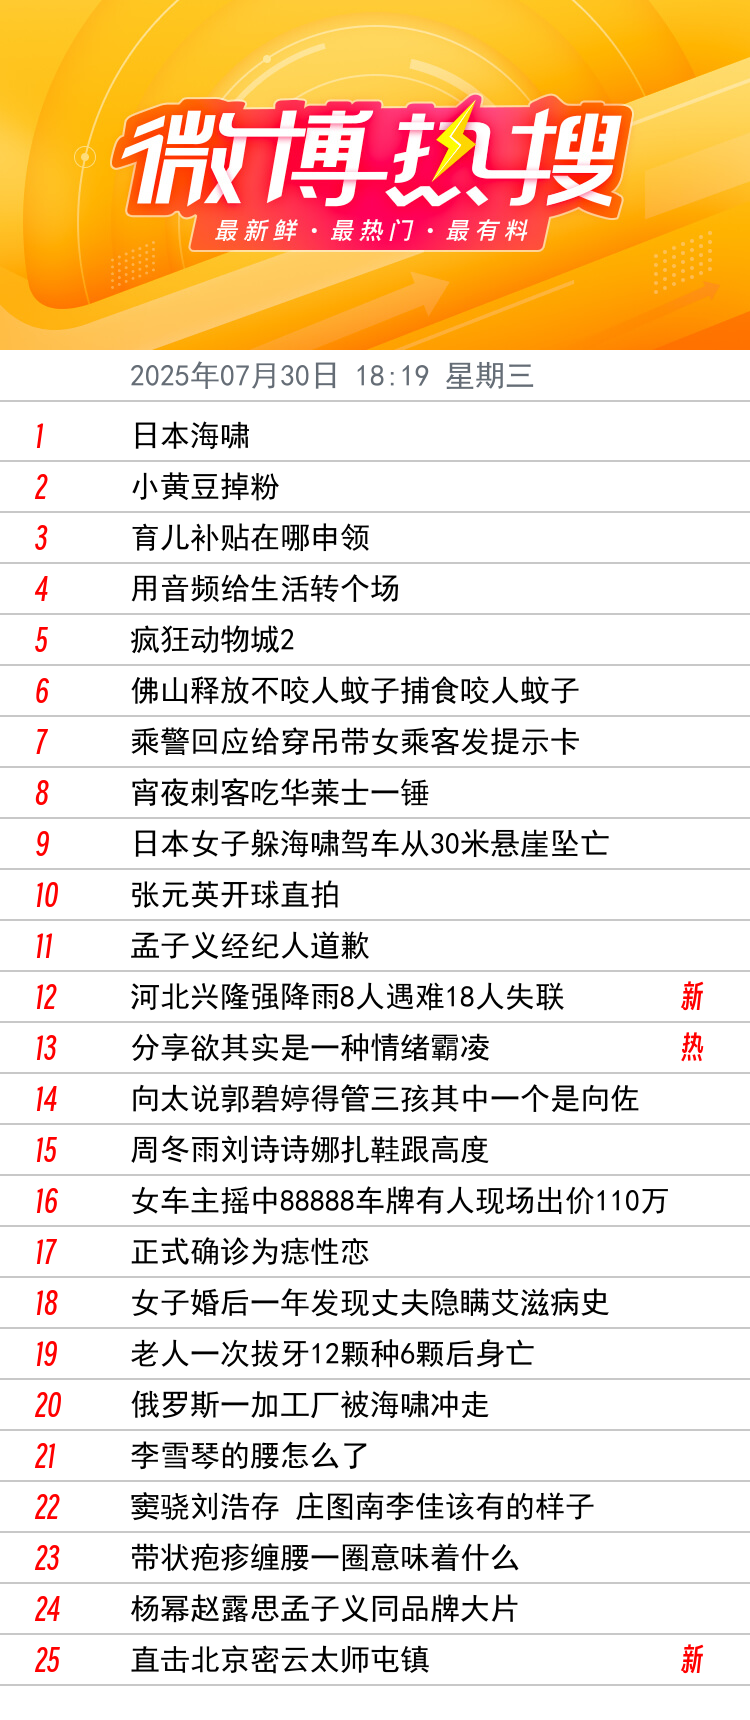 微博热搜
最新鲜·最热门·最有料
2025年07月30日 18:19 星期三
1 日本海啸
2 小黄豆掉粉
3 育儿补贴在哪申领
4 用音频给生活转个场
5 疯狂动物城2
6 佛山释放不咬人蚊子捕食咬人蚊子
7 乘警回应给穿吊带女乘客发提示卡
8 宵夜刺客吃华莱士一锤
9 日本女子躲海啸驾车从30米悬崖坠亡
10 张元英开球直拍
11 孟子义经纪人道歉
12 河北兴隆强降雨8人遇难18人失联 新
13 分享欲其实是一种情绪霸凌 热
14 向太说郭碧婷得管三孩其中一个是向佐
15 周冬雨刘诗诗娜扎鞋跟高度
16 女车主摇中88888车牌有人现场出价110万
17 正式确诊为痣性恋
18 女子婚后一年发现丈夫隐瞒艾滋病史
19 老人一次拔牙12颗种6颗后身亡
20 俄罗斯一加工厂被海啸冲走
21 李雪琴的腰怎么了
22 窦骁刘浩存 庄图南李佳该有的样子
23 带状疱疹缠腰一圈意味着什么
24 杨幂赵露思孟子义同品牌大片
25 直击北京密云太师屯镇 新